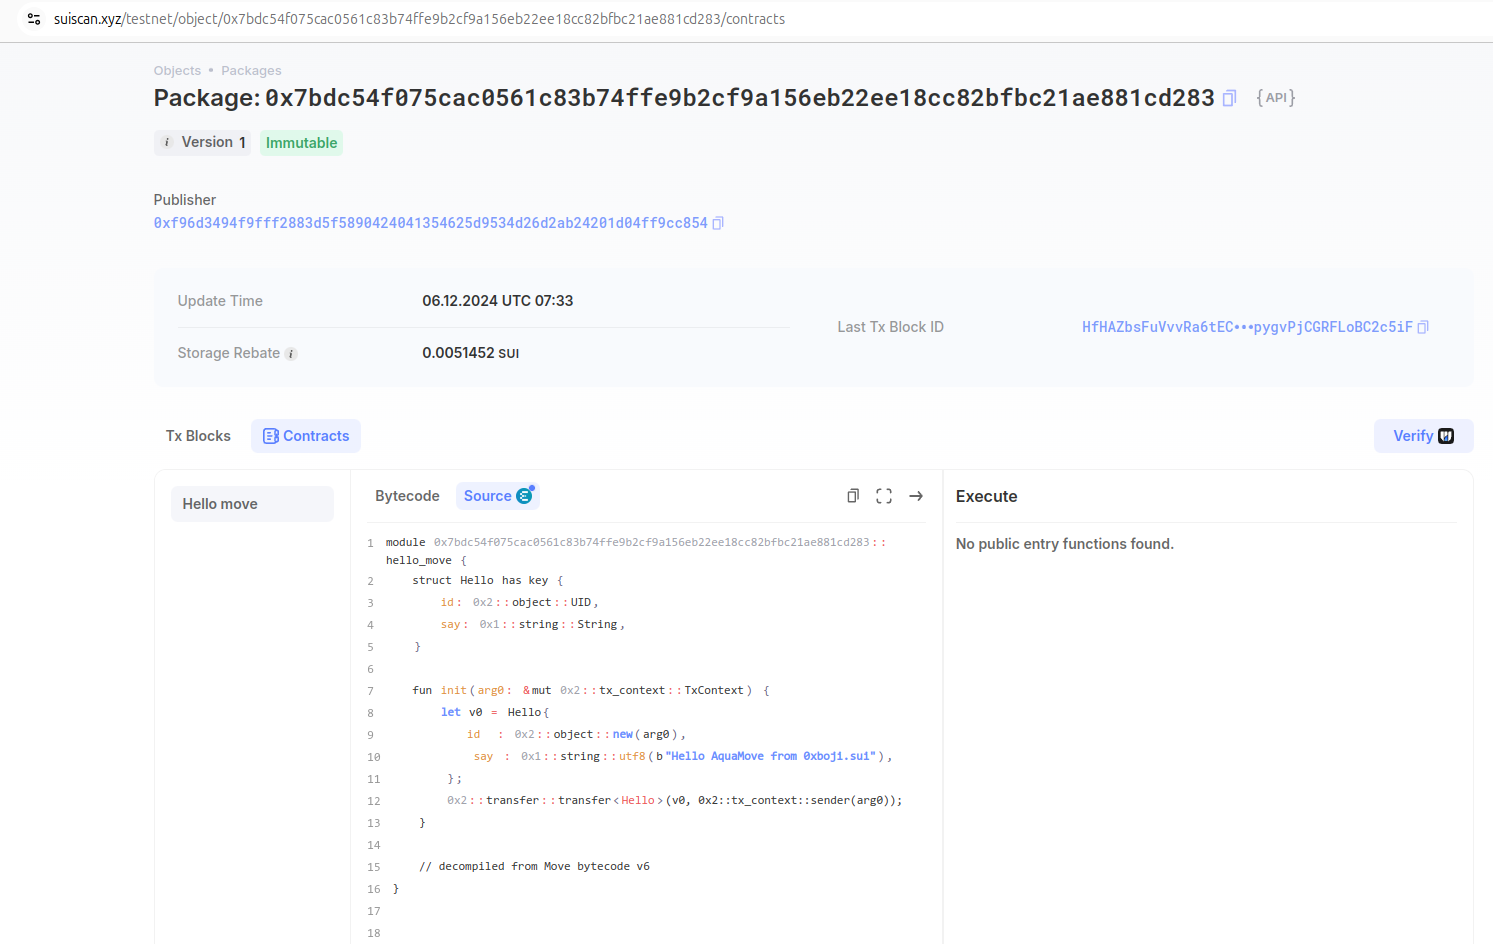 suiscan.xyz/testnet/object/0x7bdc54f075cac0561c83b74ffe9b2cf9a156eb22ee18cc82bfbc21ae881cd283/contracts
Objects • Packages
Package: 0x7bdc54f075cac0561c83b74ffe9b2cf9a156eb22ee18cc82bfbc21ae881cd283 {API}
i Version 1 Immutable
Publisher
0xf96d3494f9fff2883d5f5890424041354625d9534d26d2ab24201d04ff9cc854
Update Time 06.12.2024 UTC 07:33
Last Tx Block ID HfHAZbsFuVvvRa6tEC•••pygvPjCGRFLoBC2c5iF
Storage Rebate i 0.0051452 SUI
Tx Blocks Contracts Verify
Hello move
Bytecode Source
Execute
No public entry functions found.
1 module 0x7bdc54f075cac0561c83b74ffe9b2cf9a156eb22ee18cc82bfbc21ae881cd283::
hello_move {
2 struct Hello has key {
3 id: 0x2::object::UID,
4 say: 0x1::string::String,
5 }
6
7 fun init(arg0: &mut 0x2::tx_context::TxContext) {
8 let v0 = Hello{
9 id : 0x2::object::new(arg0),
10 say : 0x1::string::utf8(b"Hello AquaMove from 0xboji.sui"),
11 };
12 0x2::transfer::transfer<Hello>(v0, 0x2::tx_context::sender(arg0));
13 }
14
15 // decompiled from Move bytecode v6
16 }
17
18